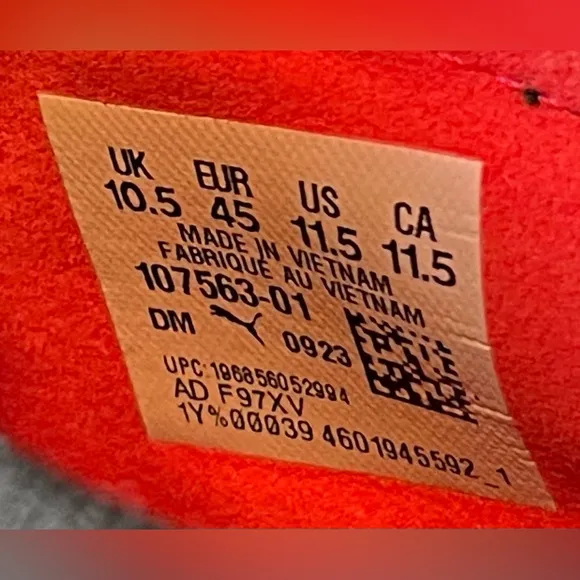 UK EUR US CA
10.5 45 11.5 11.5
MADE IN VIETNAM
FABRIQUÉ AU VIETNAM
107563-01
DM 0923
UPC:196856052994
AD F97XV
1Y%00039 4601945592_1